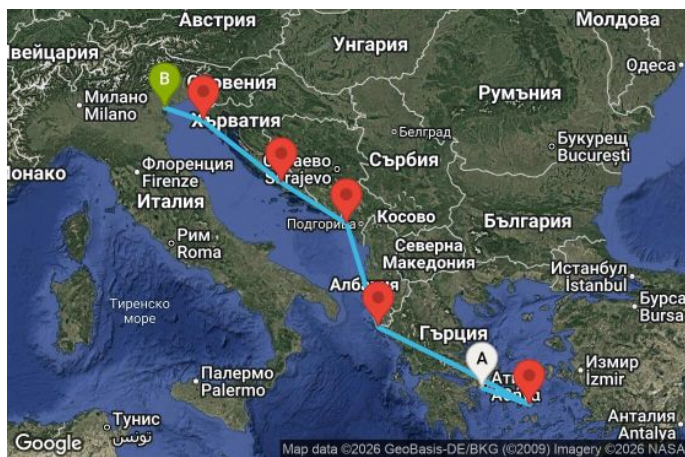 Австрия
Молдова
Унгария
Швейцария
Одеса
Милано
Milano
Словения
Румъния
Хърватия
Белград
Букурещ
București
Монако
Флоренция
Firenze
Сараево
Sarajevo
Сърбия
Италия
Косово
Подгорица
България
Рим
Roma
Северна
Македония
Истанбул
İstanbul
Албания
Бурса
Bursa
Тиренско
море
Гърция
A
B
Палермо
Palermo
Измир
İzmir
Тунис
تونس
Анталия
Antalya
Google
Map data ©2026 GeoBasis-DE/BKG (©2009) Imagery ©2026 NASA